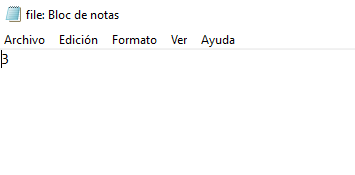 file: Bloc de notas
Archivo Edición Formato Ver Ayuda
3